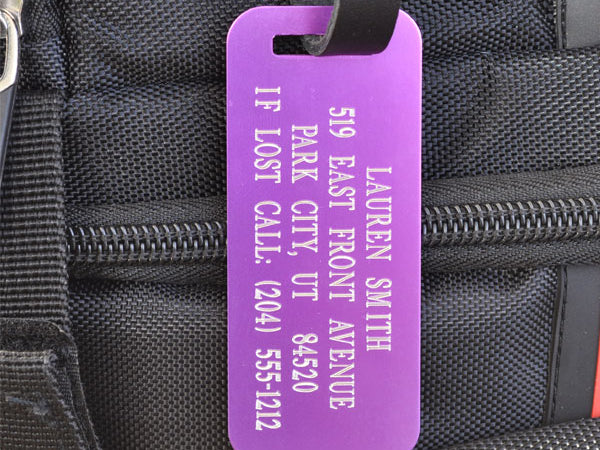 LAUREN SMITH
519 EAST FRONT AVENUE
PARK CITY, UT 84520
IF LOST CALL: (204) 555-1212